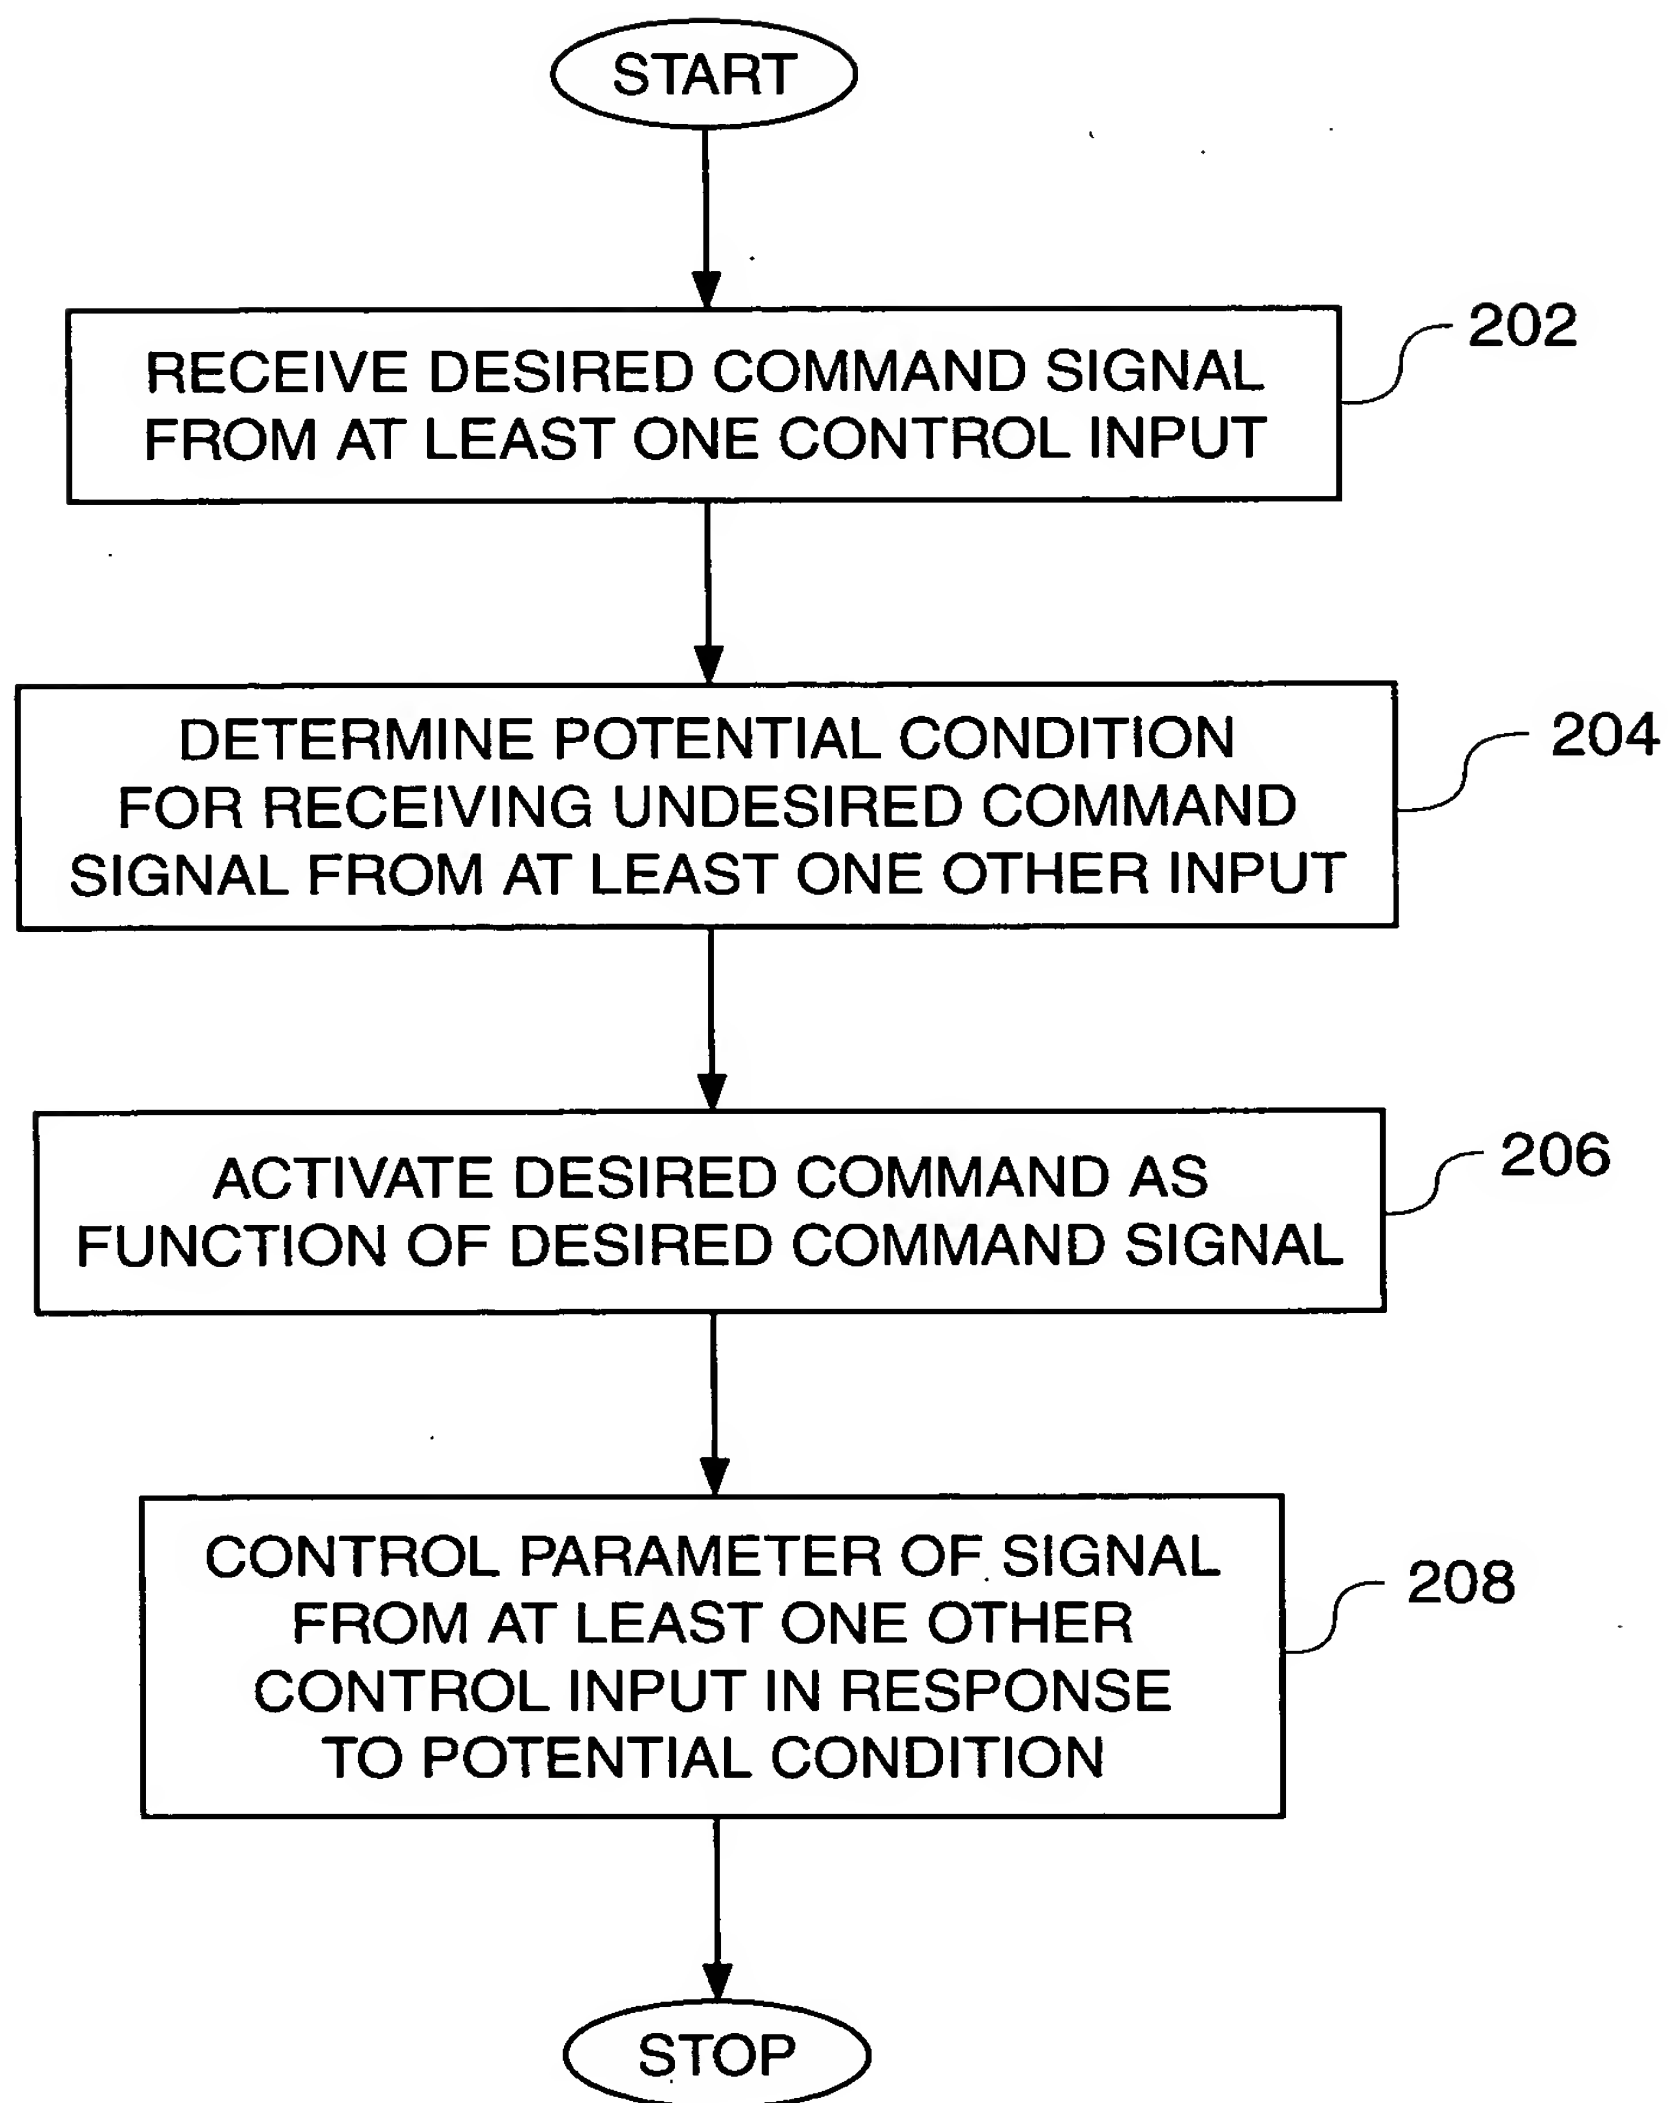 START
RECEIVE DESIRED COMMAND SIGNAL
FROM AT LEAST ONE CONTROL INPUT
202
DETERMINE POTENTIAL CONDITION
FOR RECEIVING UNDESIRED COMMAND
SIGNAL FROM AT LEAST ONE OTHER INPUT
204
ACTIVATE DESIRED COMMAND AS
FUNCTION OF DESIRED COMMAND SIGNAL
206
CONTROL PARAMETER OF SIGNAL
FROM AT LEAST ONE OTHER
CONTROL INPUT IN RESPONSE
TO POTENTIAL CONDITION
208
STOP